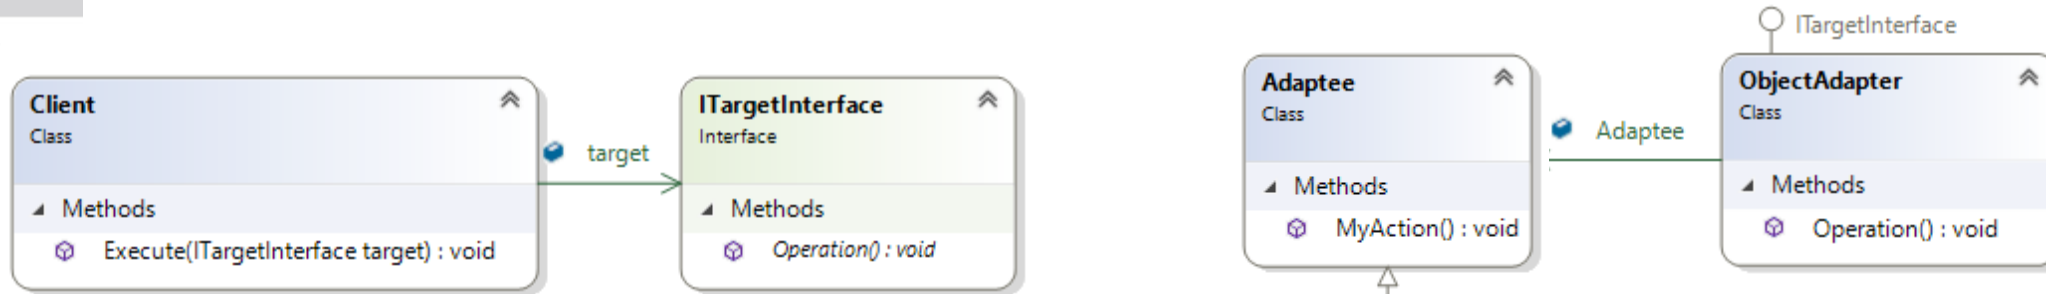 Client
Class
Methods
Execute(ITargetInterface target) : void
target
ITargetInterface
Interface
Methods
Operation() : void
Adaptee
Class
Methods
MyAction() : void
Adaptee
ITargetInterface
ObjectAdapter
Class
Methods
Operation() : void